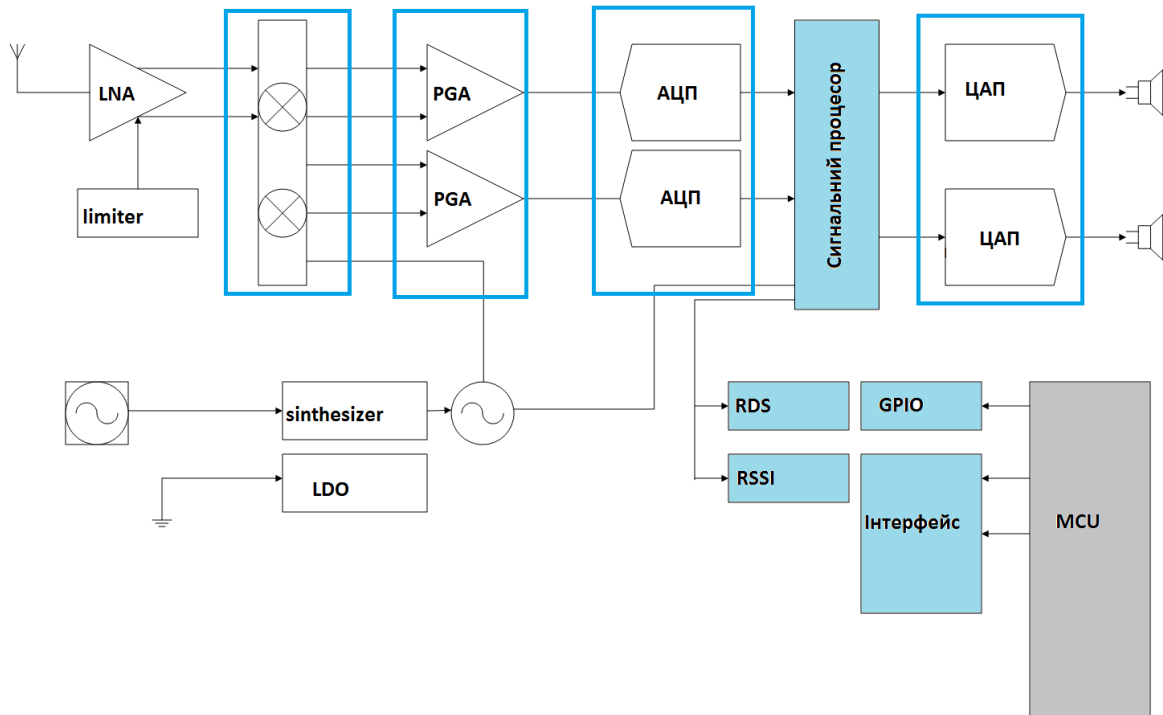 LNA
limiter
PGA
PGA
АЦП
АЦП
Сигнальний процесор
ЦАП
ЦАП
sinthesizer
LDO
RDS
GPIO
RSSI
Інтерфейс
MCU